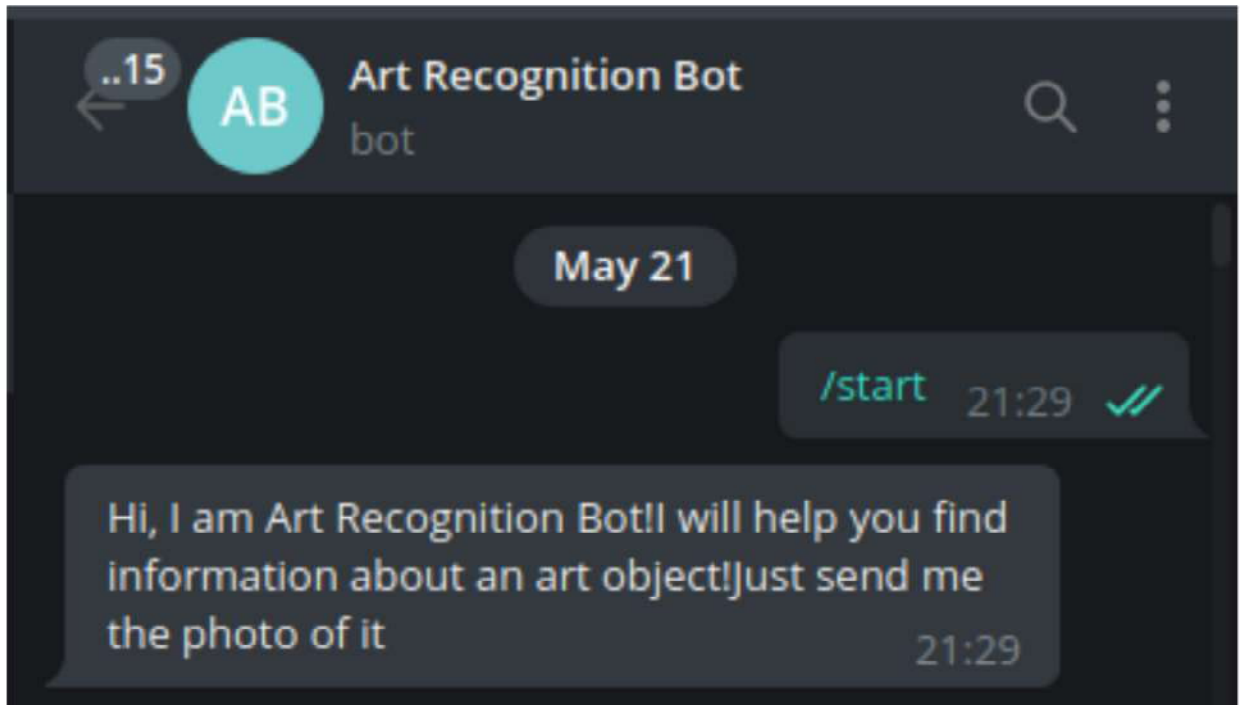 ..15
AB
Art Recognition Bot
bot
May 21
/start 21:29
Hi, I am Art Recognition Bot!I will help you find
information about an art object!Just send me
the photo of it
21:29